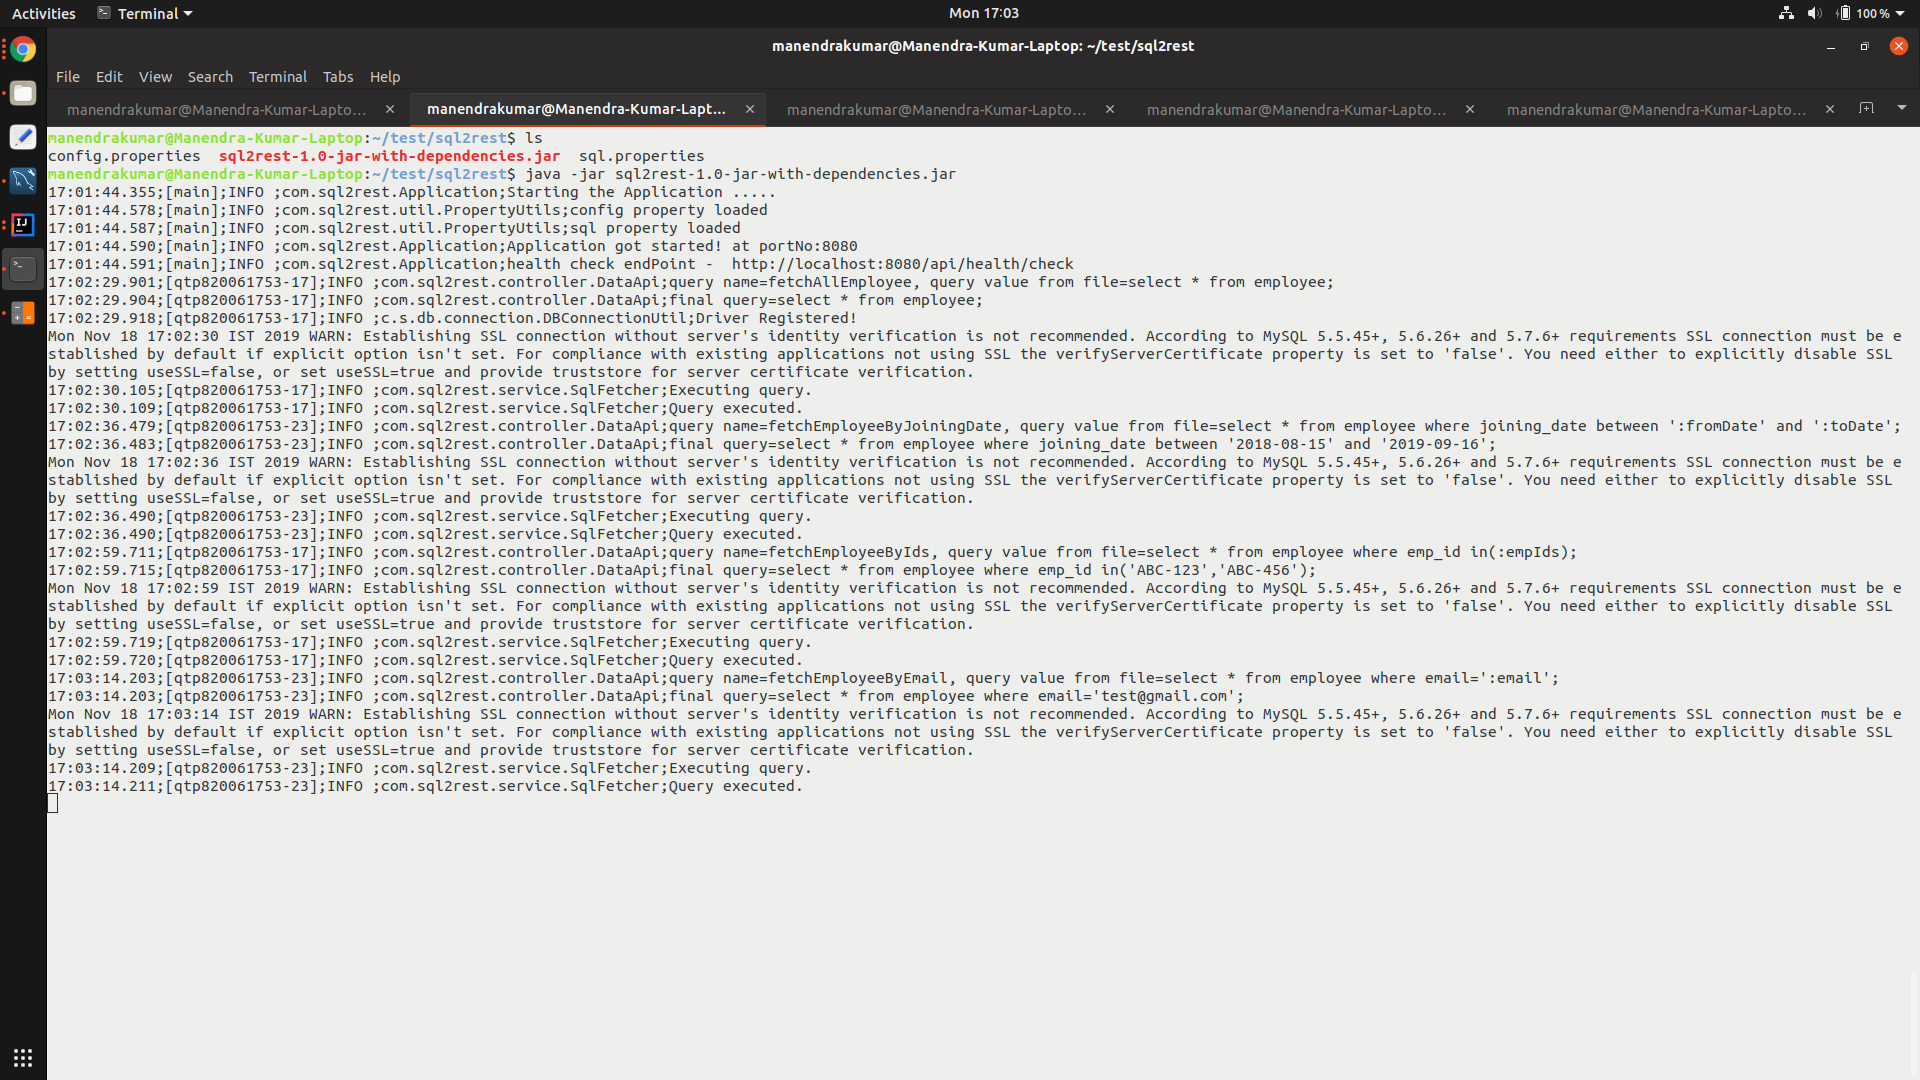 Activities Terminal Mon 17:03 100 %
manendrakumar@Manendra-Kumar-Laptop: ~/test/sql2rest
File Edit View Search Terminal Tabs Help
manendrakumar@Manendra-Kumar-Lapto... manendrakumar@Manendra-Kumar-Lapt... manendrakumar@Manendra-Kumar-Lapto... manendrakumar@Manendra-Kumar-Lapto... manendrakumar@Manendra-Kumar-Lapto...
manendrakumar@Manendra-Kumar-Laptop:~/test/sql2rest$ ls
config.properties  sql2rest-1.0-jar-with-dependencies.jar  sql.properties
manendrakumar@Manendra-Kumar-Laptop:~/test/sql2rest$ java -jar sql2rest-1.0-jar-with-dependencies.jar
17:01:44.355;[main];INFO ;com.sql2rest.Application;Starting the Application .....
17:01:44.578;[main];INFO ;com.sql2rest.util.PropertyUtils;config property loaded
17:01:44.587;[main];INFO ;com.sql2rest.util.PropertyUtils;sql property loaded
17:01:44.590;[main];INFO ;com.sql2rest.Application;Application got started! at portNo:8080
17:01:44.591;[main];INFO ;com.sql2rest.Application;health check endPoint -  http://localhost:8080/api/health/check
17:02:29.901;[qtp820061753-17];INFO ;com.sql2rest.controller.DataApi;query name=fetchAllEmployee, query value from file=select * from employee;
17:02:29.904;[qtp820061753-17];INFO ;com.sql2rest.controller.DataApi;final query=select * from employee;
17:02:29.918;[qtp820061753-17];INFO ;c.s.db.connection.DBConnectionUtil;Driver Registered!
Mon Nov 18 17:02:30 IST 2019 WARN: Establishing SSL connection without server's identity verification is not recommended. According to MySQL 5.5.45+, 5.6.26+ and 5.7.6+ requirements SSL connection must be e
stablished by default if explicit option isn't set. For compliance with existing applications not using SSL the verifyServerCertificate property is set to 'false'. You need either to explicitly disable SSL
by setting useSSL=false, or set useSSL=true and provide truststore for server certificate verification.
17:02:30.105;[qtp820061753-17];INFO ;com.sql2rest.service.SqlFetcher;Executing query.
17:02:30.109;[qtp820061753-17];INFO ;com.sql2rest.service.SqlFetcher;Query executed.
17:02:36.479;[qtp820061753-23];INFO ;com.sql2rest.controller.DataApi;query name=fetchEmployeeByJoiningDate, query value from file=select * from employee where joining_date between ':fromDate' and ':toDate';
17:02:36.483;[qtp820061753-23];INFO ;com.sql2rest.controller.DataApi;final query=select * from employee where joining_date between '2018-08-15' and '2019-09-16';
Mon Nov 18 17:02:36 IST 2019 WARN: Establishing SSL connection without server's identity verification is not recommended. According to MySQL 5.5.45+, 5.6.26+ and 5.7.6+ requirements SSL connection must be e
stablished by default if explicit option isn't set. For compliance with existing applications not using SSL the verifyServerCertificate property is set to 'false'. You need either to explicitly disable SSL
by setting useSSL=false, or set useSSL=true and provide truststore for server certificate verification.
17:02:36.490;[qtp820061753-23];INFO ;com.sql2rest.service.SqlFetcher;Executing query.
17:02:36.490;[qtp820061753-23];INFO ;com.sql2rest.service.SqlFetcher;Query executed.
17:02:59.711;[qtp820061753-17];INFO ;com.sql2rest.controller.DataApi;query name=fetchEmployeeByIds, query value from file=select * from employee where emp_id in(:empIds);
17:02:59.715;[qtp820061753-17];INFO ;com.sql2rest.controller.DataApi;final query=select * from employee where emp_id in('ABC-123','ABC-456');
Mon Nov 18 17:02:59 IST 2019 WARN: Establishing SSL connection without server's identity verification is not recommended. According to MySQL 5.5.45+, 5.6.26+ and 5.7.6+ requirements SSL connection must be e
stablished by default if explicit option isn't set. For compliance with existing applications not using SSL the verifyServerCertificate property is set to 'false'. You need either to explicitly disable SSL
by setting useSSL=false, or set useSSL=true and provide truststore for server certificate verification.
17:02:59.719;[qtp820061753-17];INFO ;com.sql2rest.service.SqlFetcher;Executing query.
17:02:59.720;[qtp820061753-17];INFO ;com.sql2rest.service.SqlFetcher;Query executed.
17:03:14.203;[qtp820061753-23];INFO ;com.sql2rest.controller.DataApi;query name=fetchEmployeeByEmail, query value from file=select * from employee where email=':email';
17:03:14.203;[qtp820061753-23];INFO ;com.sql2rest.controller.DataApi;final query=select * from employee where email='test@gmail.com';
Mon Nov 18 17:03:14 IST 2019 WARN: Establishing SSL connection without server's identity verification is not recommended. According to MySQL 5.5.45+, 5.6.26+ and 5.7.6+ requirements SSL connection must be e
stablished by default if explicit option isn't set. For compliance with existing applications not using SSL the verifyServerCertificate property is set to 'false'. You need either to explicitly disable SSL
by setting useSSL=false, or set useSSL=true and provide truststore for server certificate verification.
17:03:14.209;[qtp820061753-23];INFO ;com.sql2rest.service.SqlFetcher;Executing query.
17:03:14.211;[qtp820061753-23];INFO ;com.sql2rest.service.SqlFetcher;Query executed.